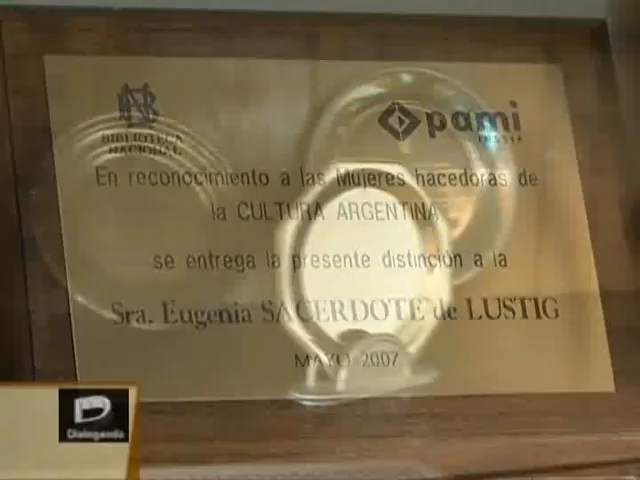 BIBLIOTECA
NACIONAL
pami
En reconocimiento a las Mujeres hacedoras de
la CULTURA ARGENTINA
se entrega la presente distinción a la
Sra. Eugenia SACERDOTE de LUSTIG
MAYO 2007
Dialogando